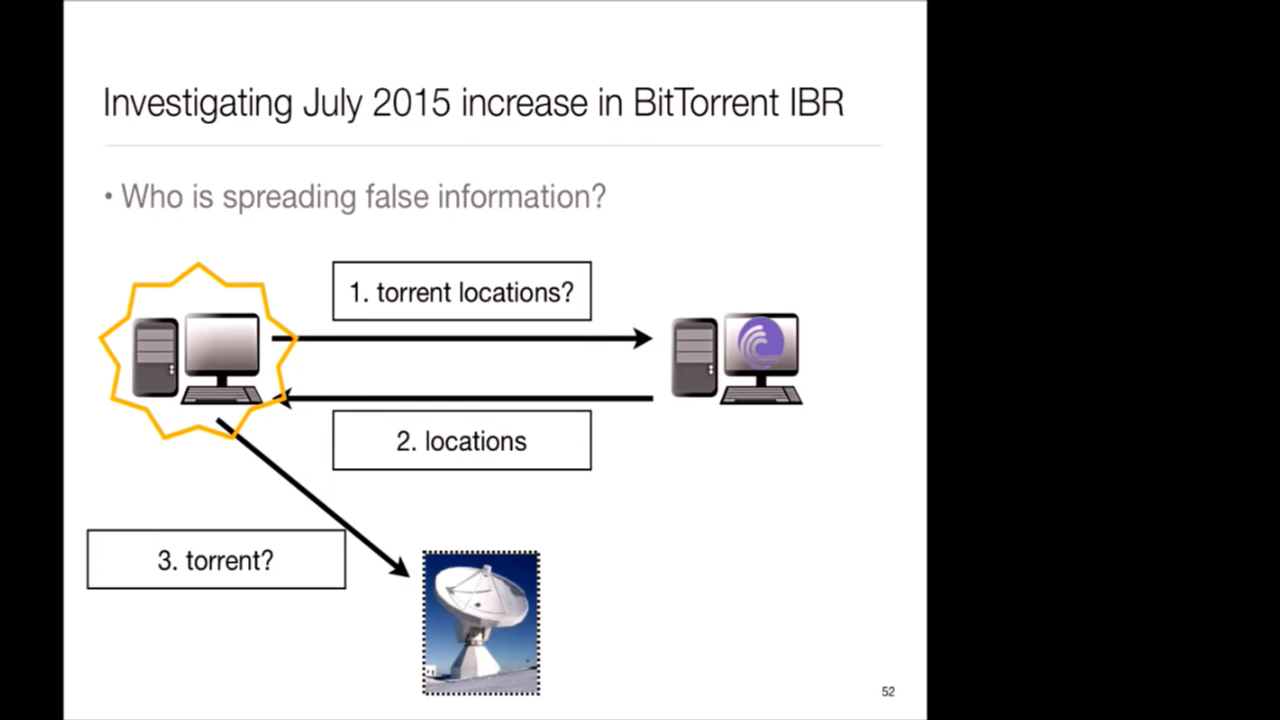 Investigating July 2015 increase in BitTorrent IBR
• Who is spreading false information?
1. torrent locations?
2. locations
3. torrent?
52